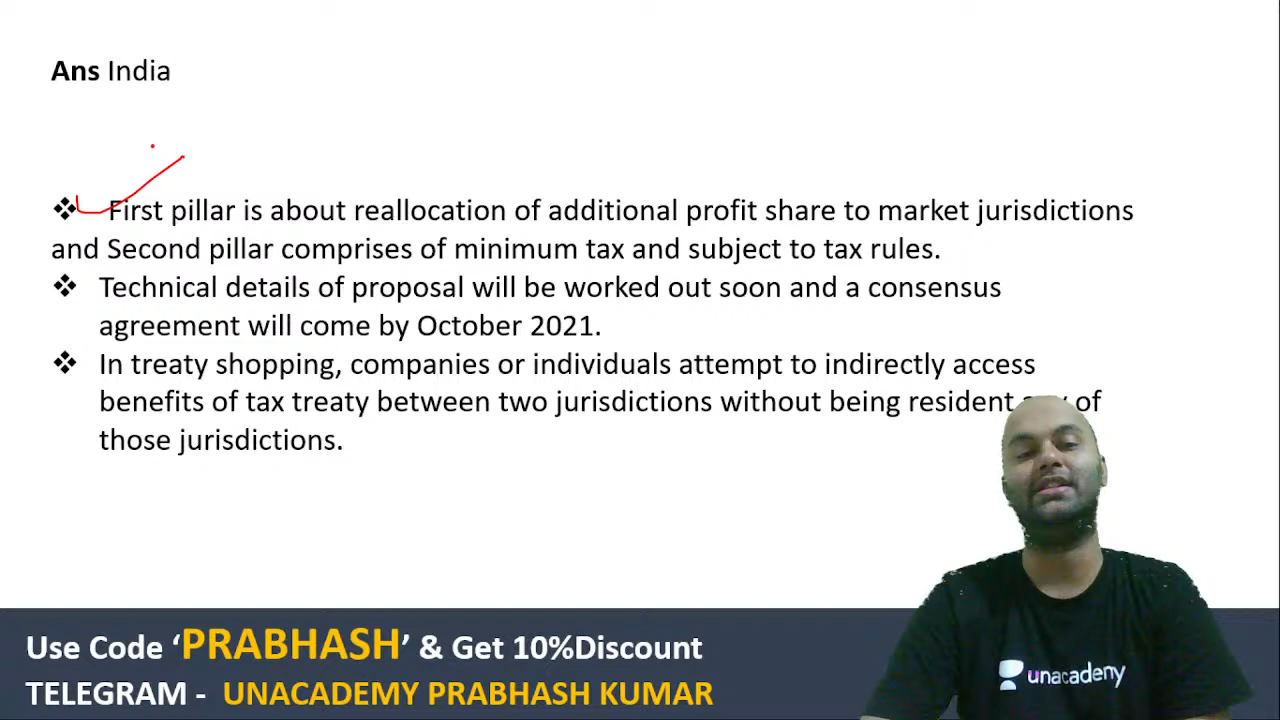 Ans India
❖ First pillar is about reallocation of additional profit share to market jurisdictions
and Second pillar comprises of minimum tax and subject to tax rules.
❖ Technical details of proposal will be worked out soon and a consensus
agreement will come by October 2021.
❖ In treaty shopping, companies or individuals attempt to indirectly access
benefits of tax treaty between two jurisdictions without being resident of
those jurisdictions.
unacademy
Use Code ‘PRABHASH’ & Get 10%Discount
TELEGRAM - UNACADEMY PRABHASH KUMAR